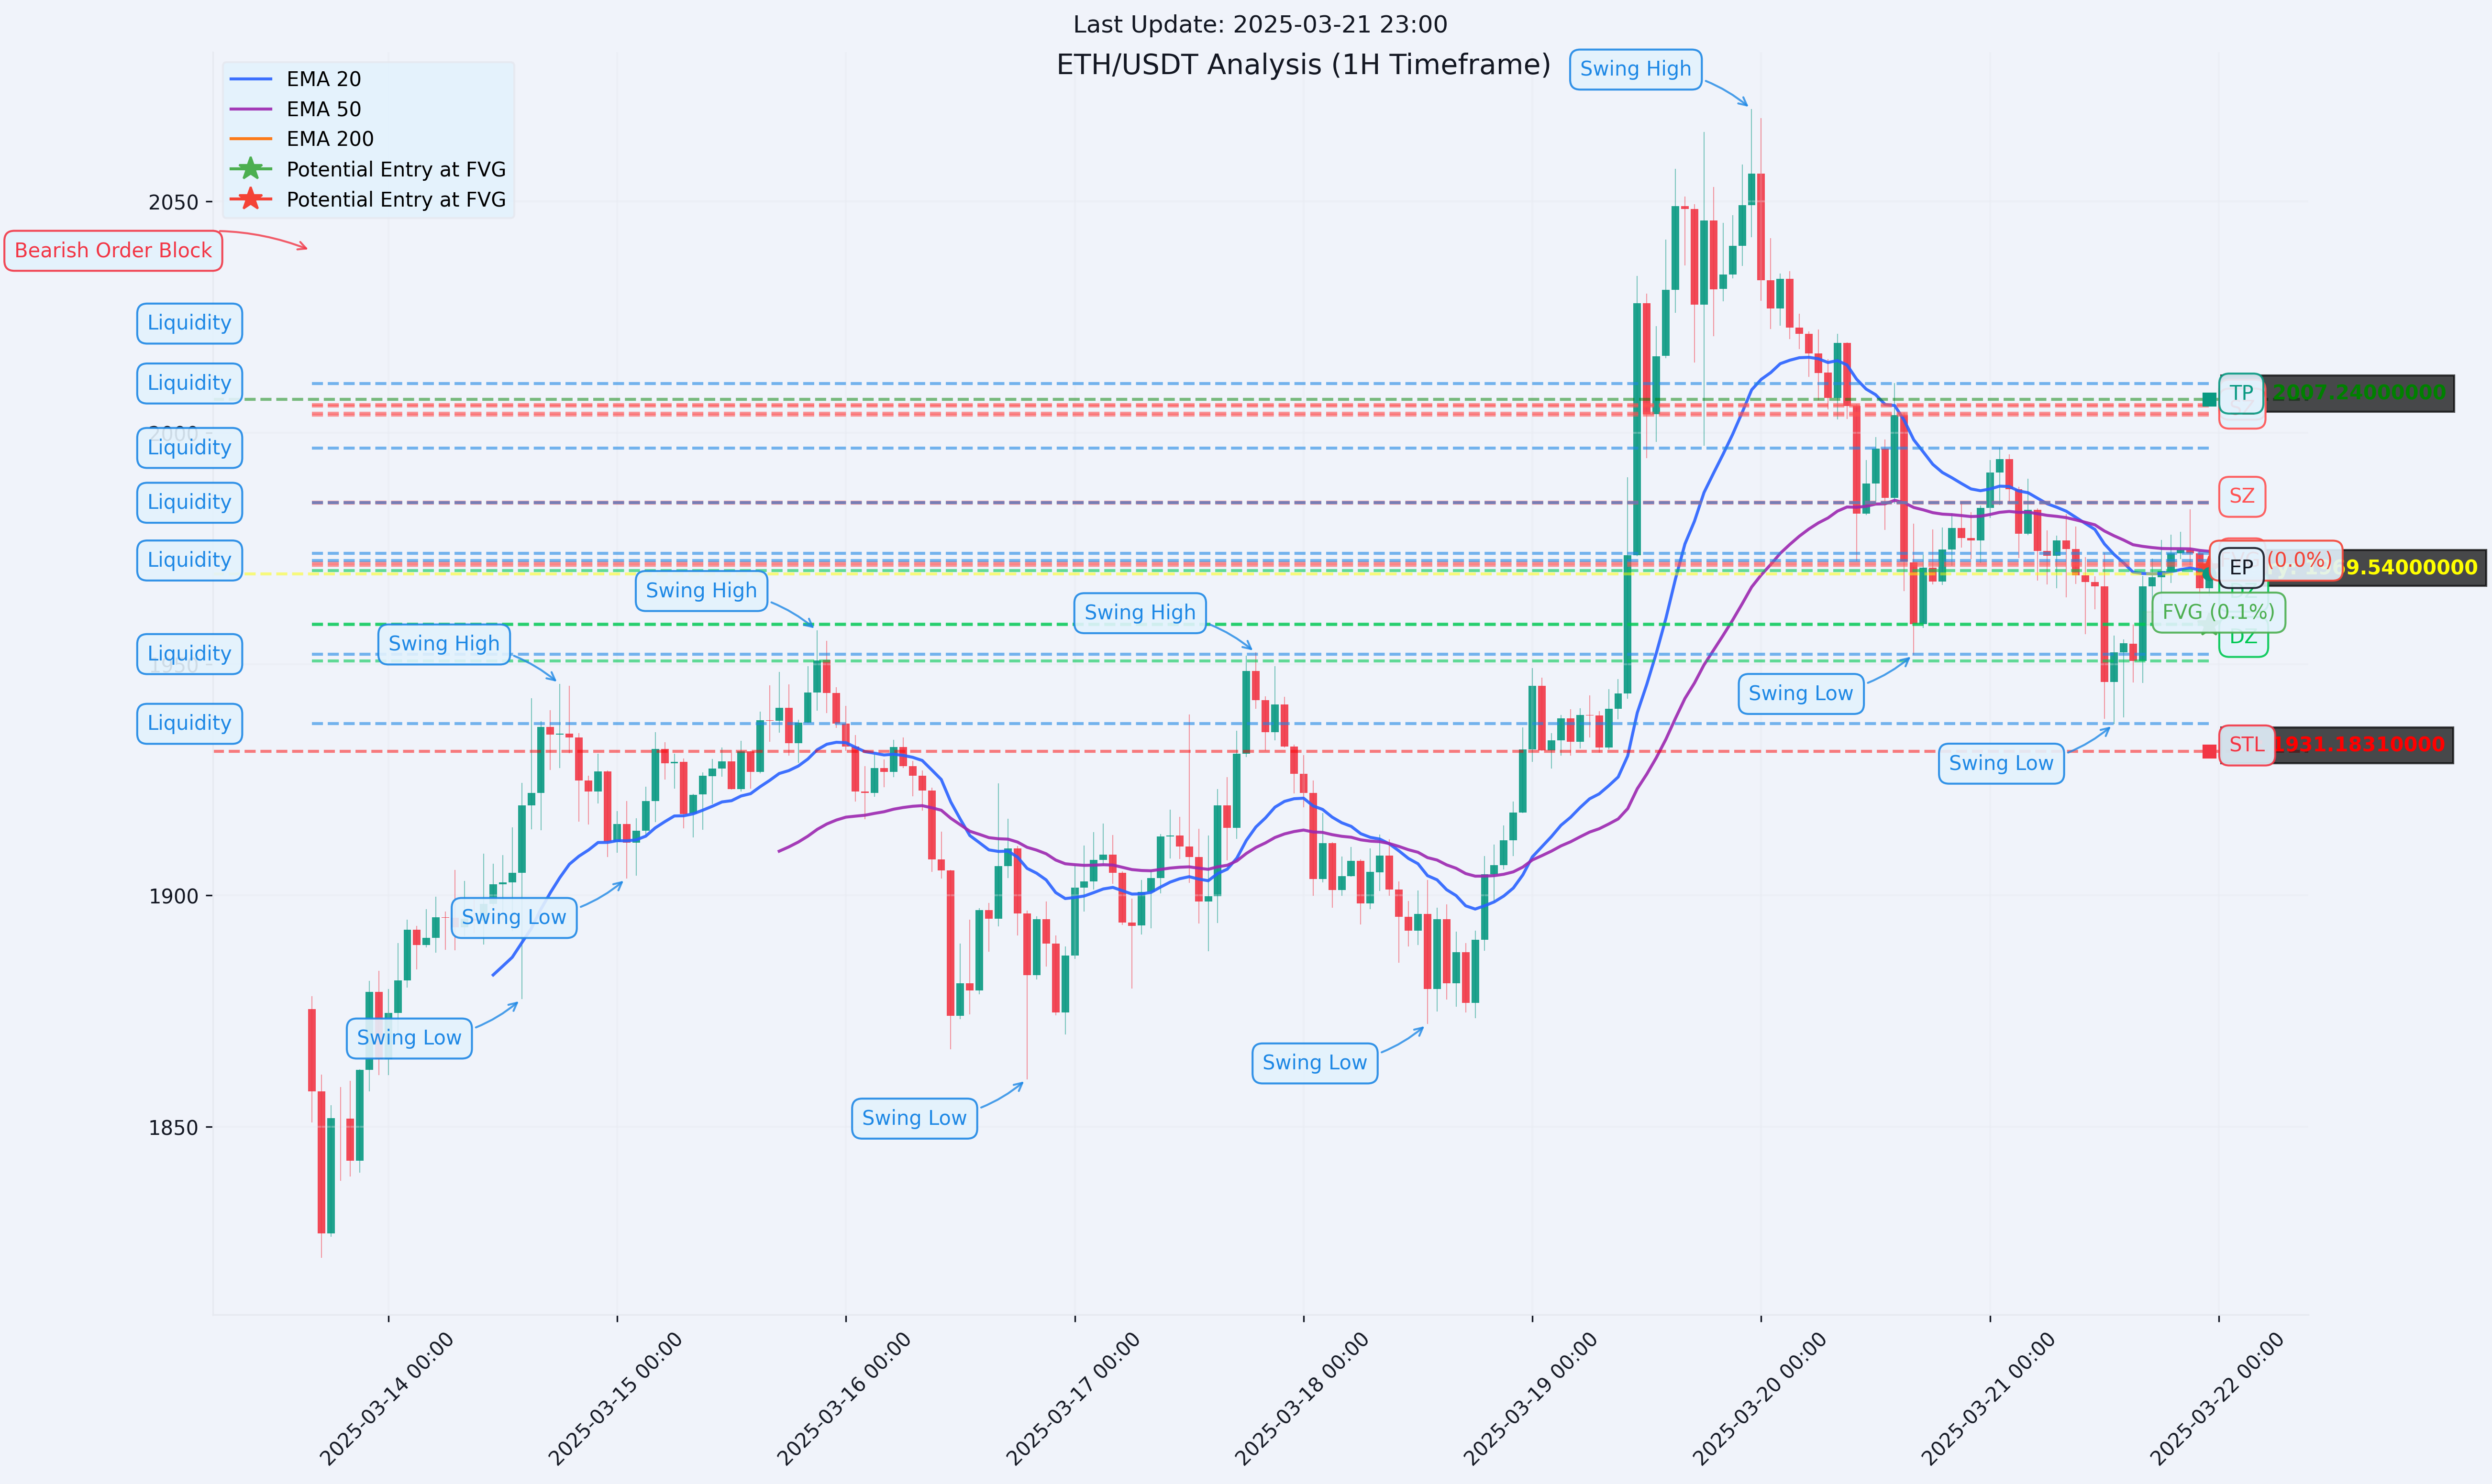 Last Update: 2025-03-21 23:00
ETH/USDT Analysis (1H Timeframe)
EMA 20
EMA 50
EMA 200
Potential Entry at FVG
Potential Entry at FVG
Swing High
2050
Bearish Order Block
Liquidity
Liquidity
TP
2007.24000000
2000
Liquidity
Liquidity
SZ
Liquidity
(0.0%)
EP
69.54000000
Swing High
Swing High
FVG (0.1%)
DZ
Swing High
Liquidity
1950
Swing Low
Liquidity
STL
1931.18310000
Swing Low
Swing Low
1900
Swing Low
Swing Low
Swing Low
1850
2025-03-14 00:00
2025-03-15 00:00
2025-03-16 00:00
2025-03-17 00:00
2025-03-18 00:00
2025-03-19 00:00
2025-03-20 00:00
2025-03-21 00:00
2025-03-22 00:00